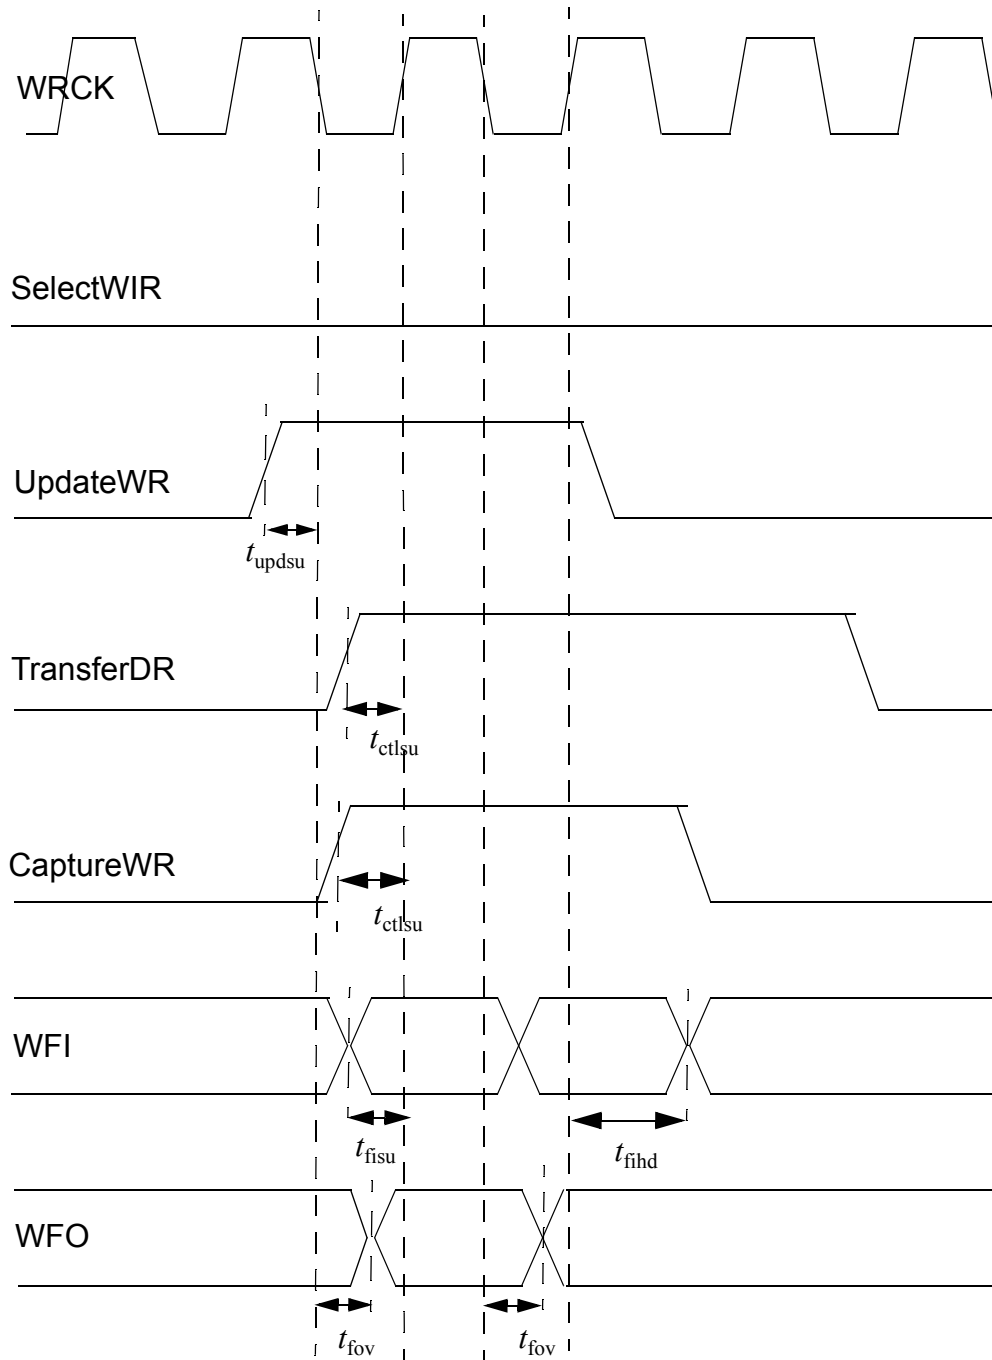 WRCK
SelectWIR
UpdateWR
tupdsu
TransferDR
tctlsu
CaptureWR
tctlsu
WFI
tfisu
tfihd
WFO
tfov
tfov